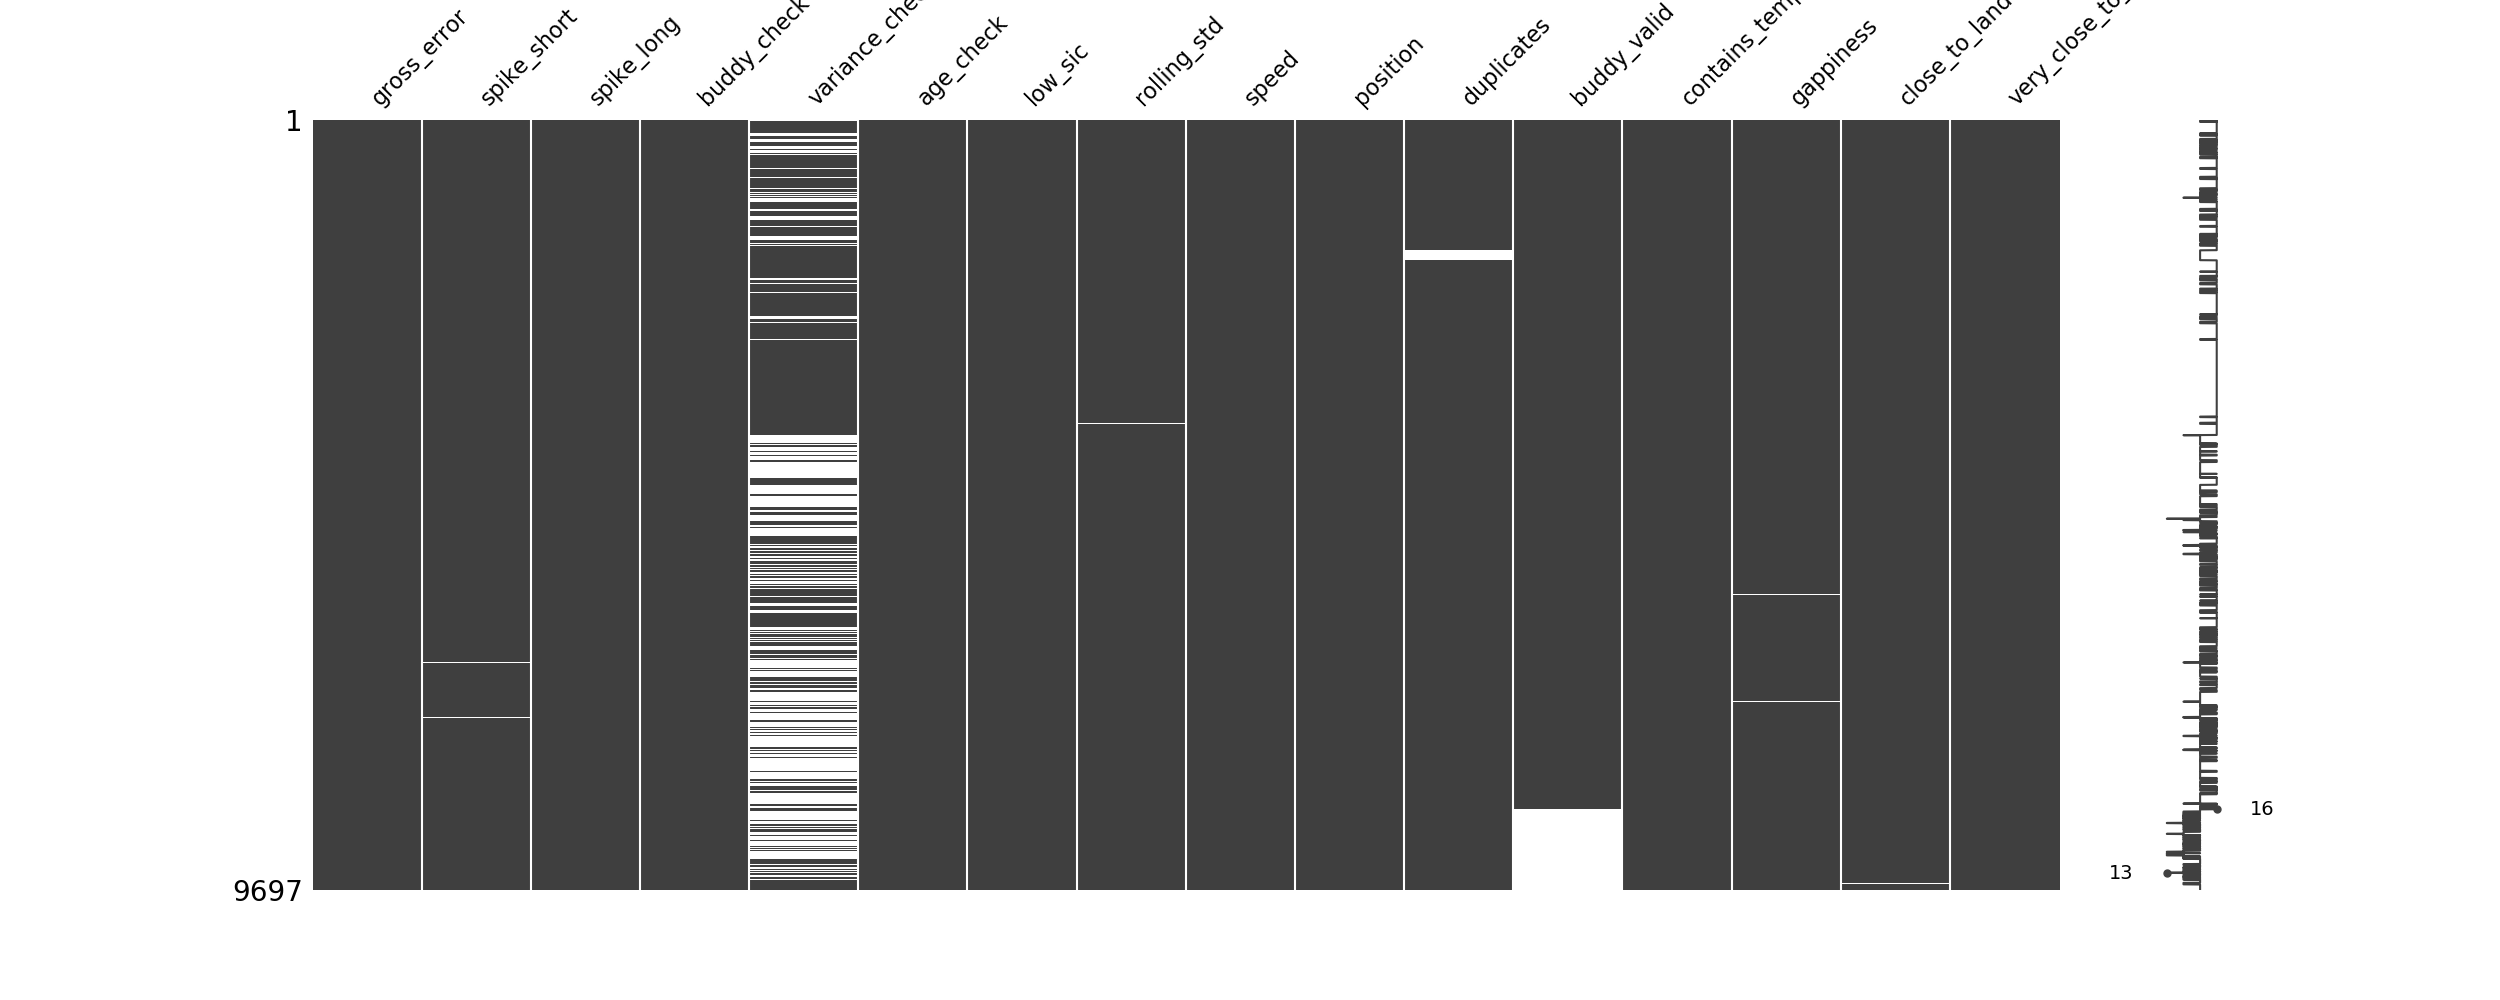 gross_error
spike_short
spike_long
buddy_check
variance_che
age_check
low_sic
rolling_std
speed
position
duplicates
buddy_valid
contains_temp
gappiness
close_to_land
very_close_to_
1
16
13
9697